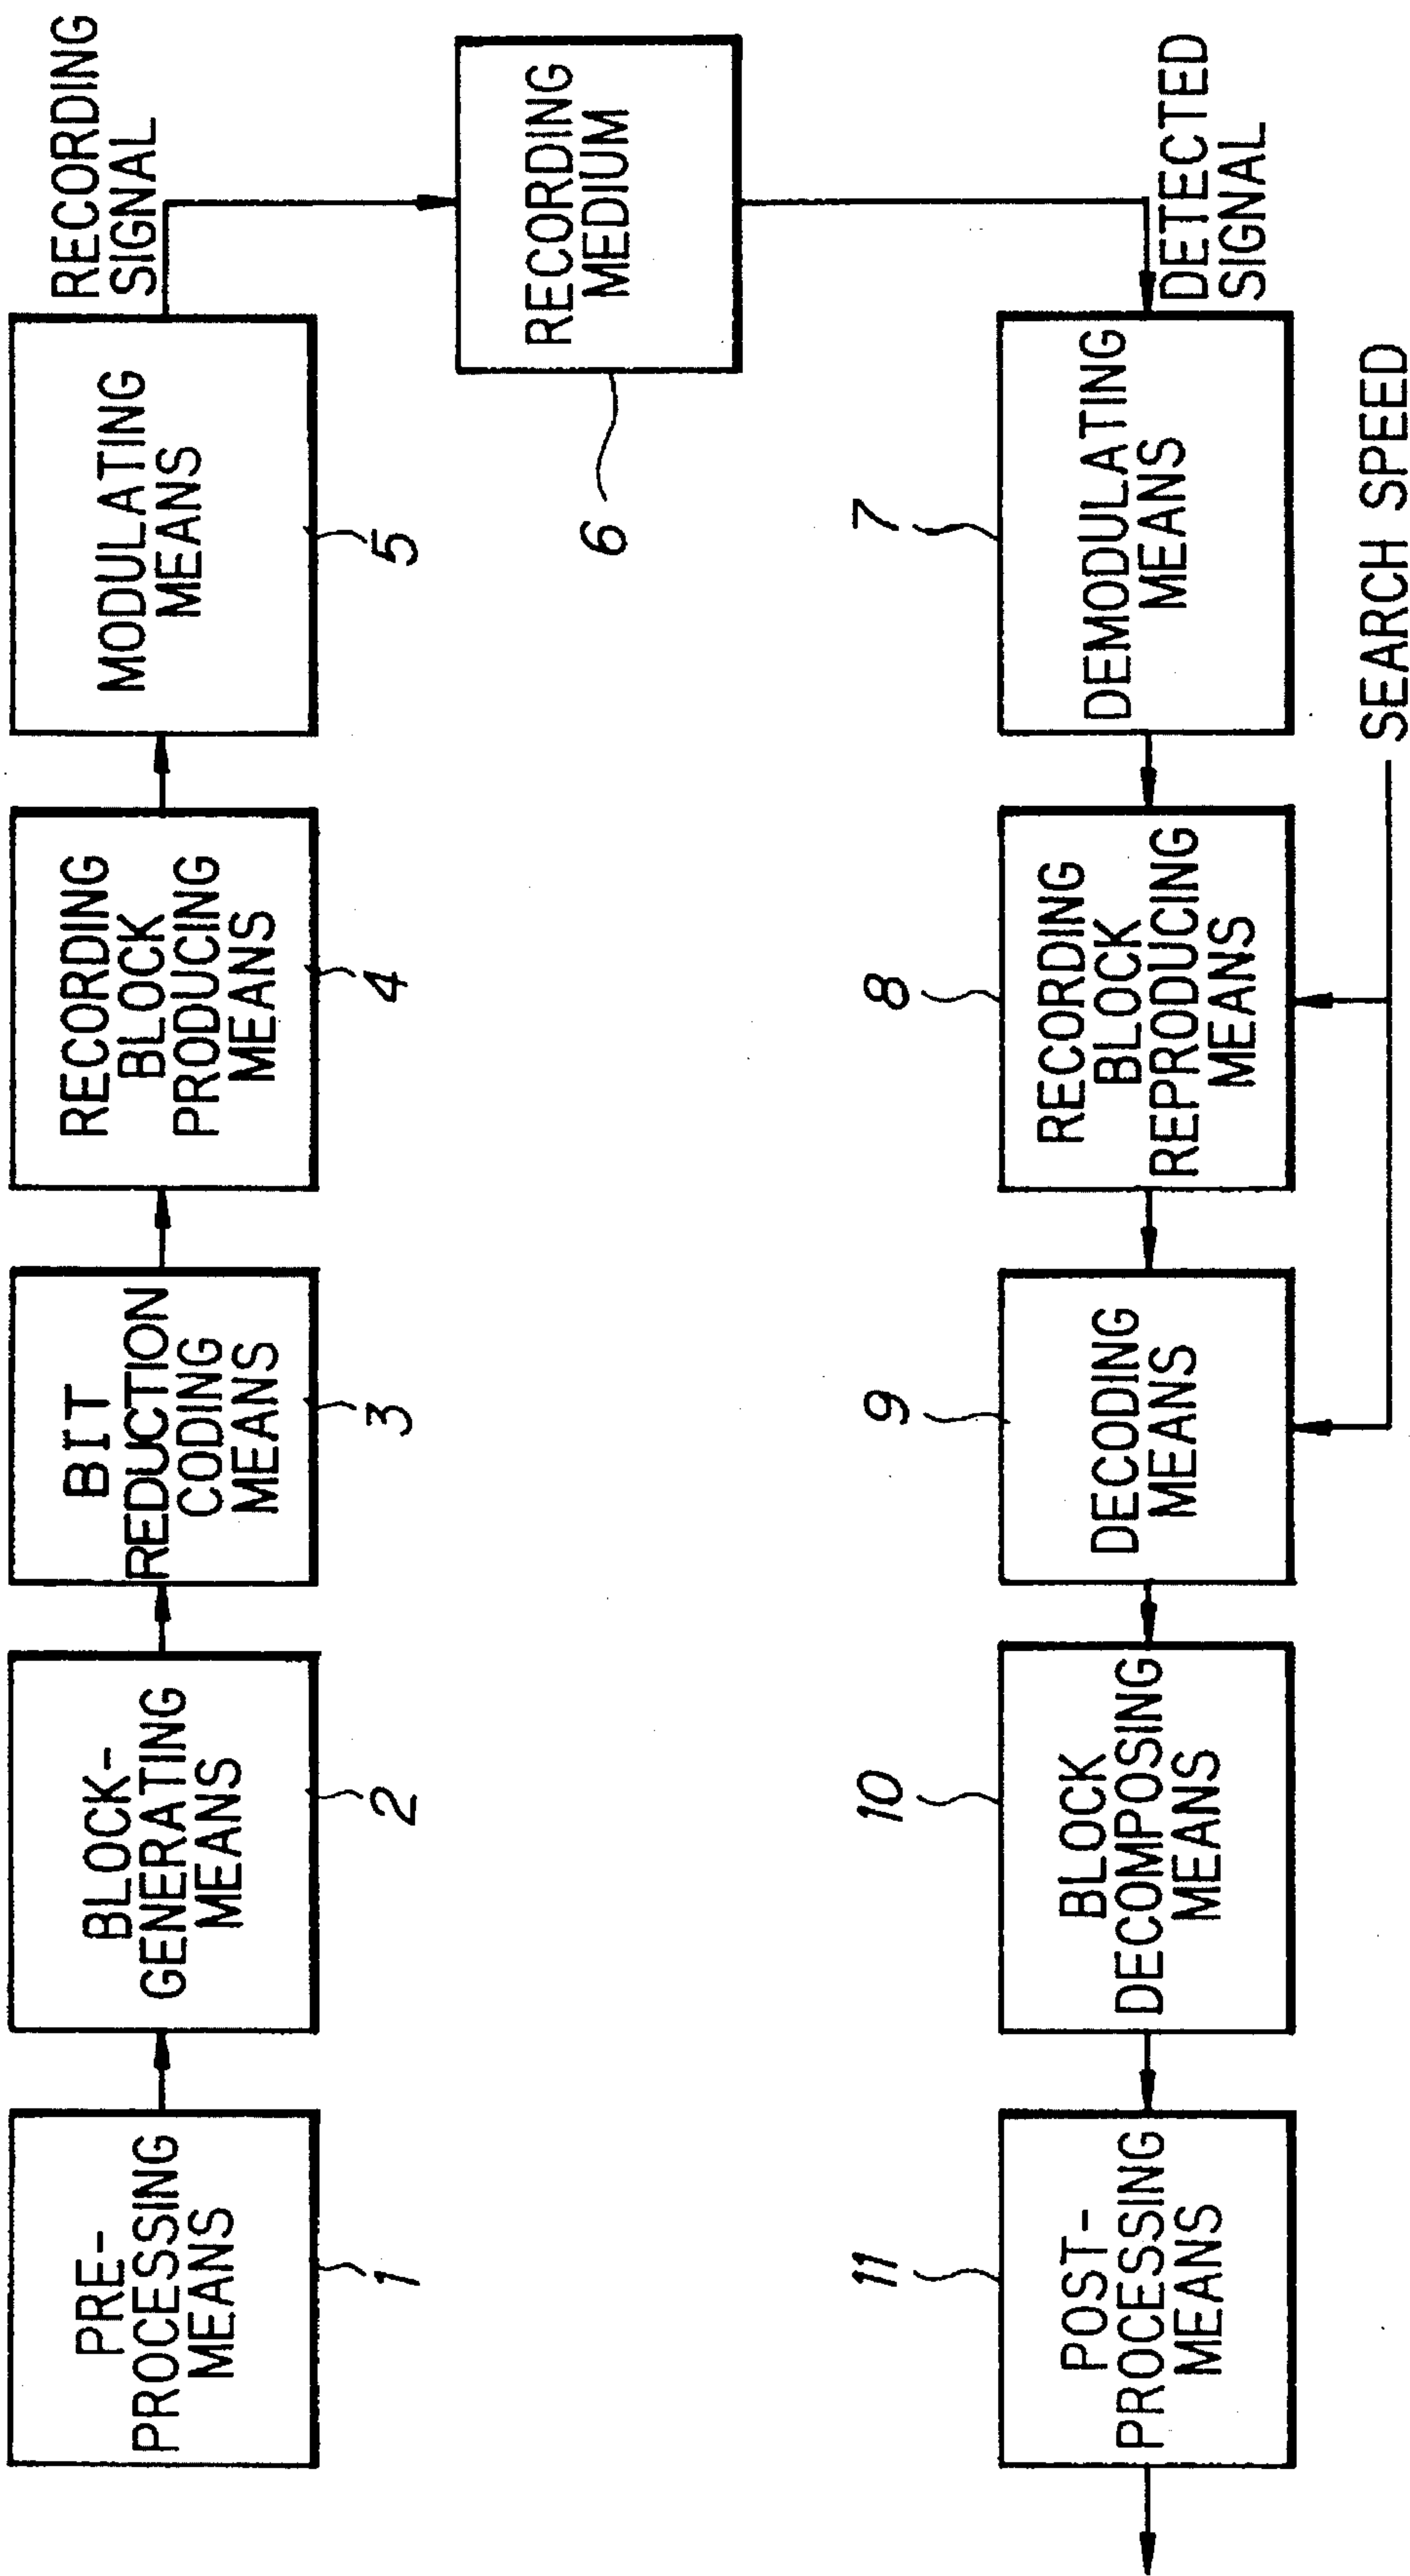 PRE-
PROCESSING
MEANS
1
BLOCK-
GENERATING
MEANS
2
BIT
REDUCTION
CODING
MEANS
3
RECORDING
BLOCK
PRODUCING
MEANS
4
MODULATING
MEANS
5
RECORDING
SIGNAL
RECORDING
MEDIUM
6
DETECTED
SIGNAL
7
DEMODULATING
MEANS
8
RECORDING
BLOCK
REPRODUCING
MEANS
9
DECODING
MEANS
10
BLOCK
DECOMPOSING
MEANS
11
POST-
PROCESSING
MEANS
SEARCH SPEED